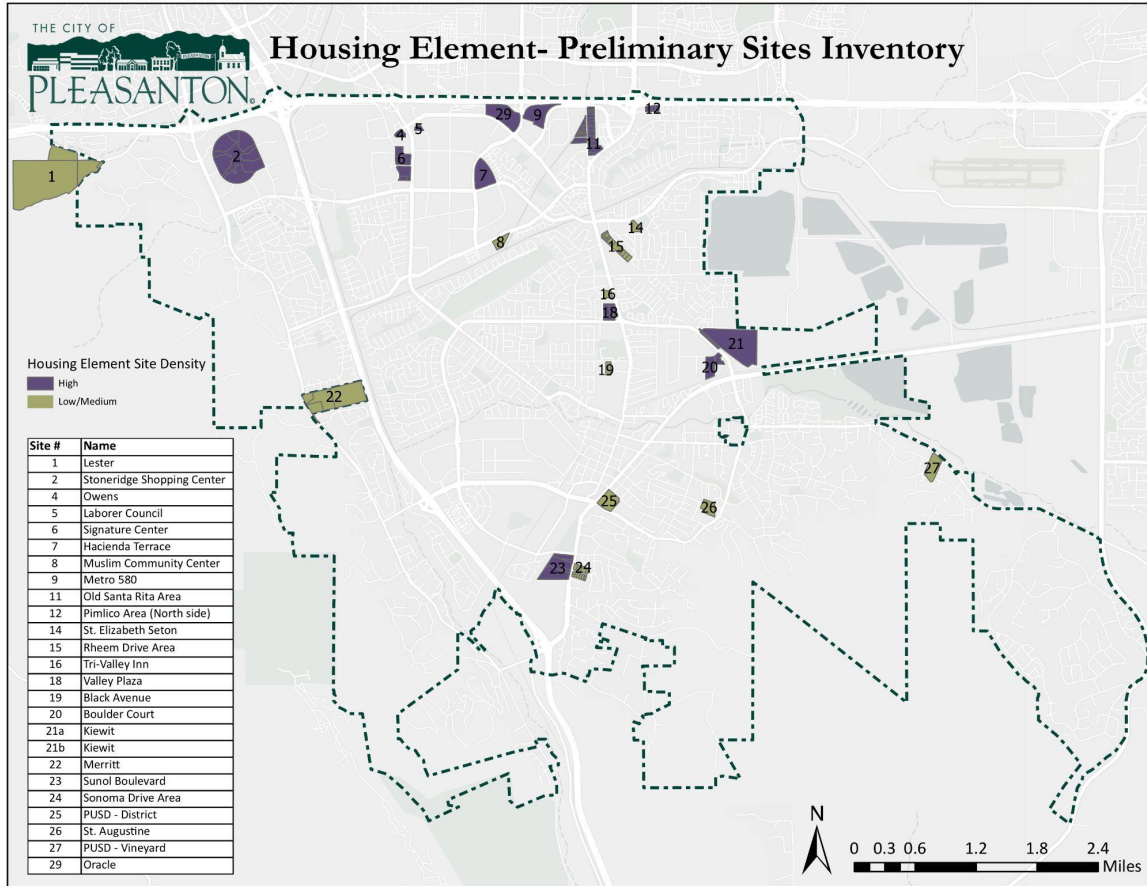 THE CITY OF
PLEASANTON
Housing Element- Preliminary Sites Inventory
12
29
9
5
4
11
2
6
1
7
14
8
15
16
18
21
20
19
22
27
25
26
23
24
Housing Element Site Density
High
Low/Medium
Site # Name
1 Lester
2 Stoneridge Shopping Center
4 Owens
5 Laborer Council
6 Signature Center
7 Hacienda Terrace
8 Muslim Community Center
9 Metro 580
11 Old Santa Rita Area
12 Pimlico Area (North side)
14 St. Elizabeth Seton
15 Rheem Drive Area
16 Tri-Valley Inn
18 Valley Plaza
19 Black Avenue
20 Boulder Court
21a Kiewit
21b Kiewit
22 Merritt
23 Sunol Boulevard
24 Sonoma Drive Area
25 PUSD - District
26 St. Augustine
27 PUSD - Vineyard
29 Oracle
N
0 0.3 0.6 1.2 1.8 2.4
Miles